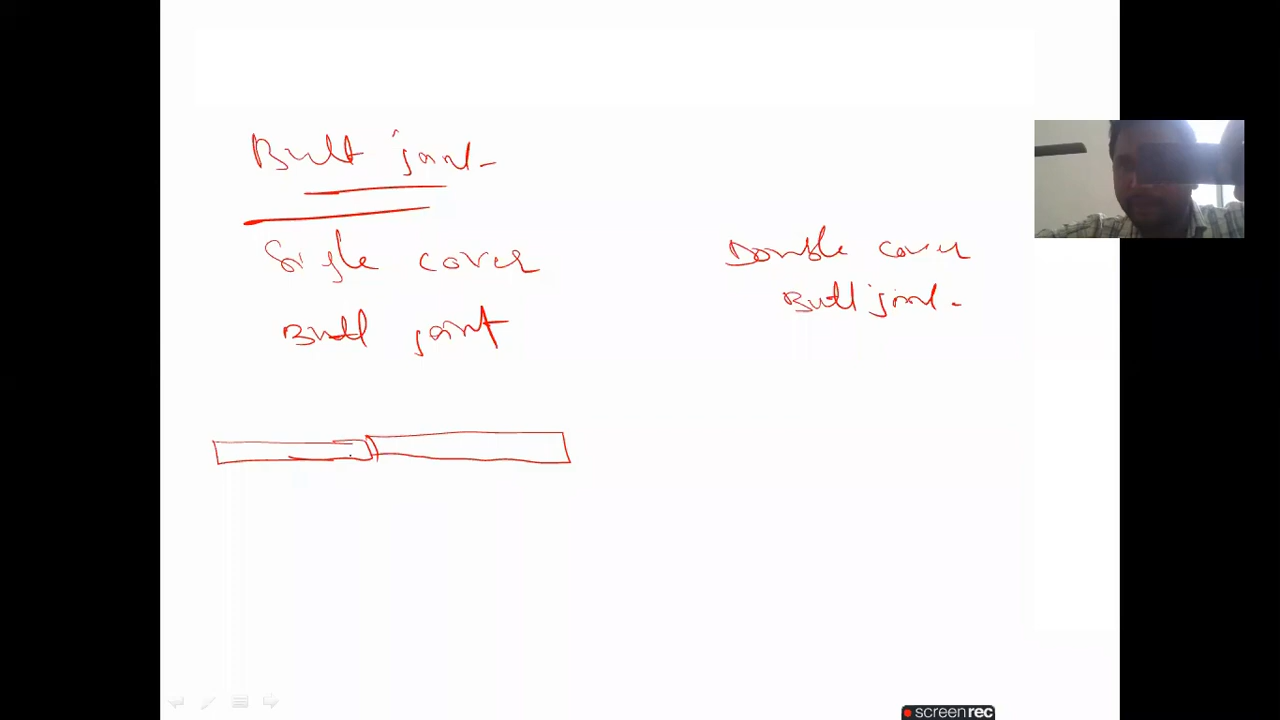 Butt joint-
Single cover
Butt joint
Double cover
Butt joint.
screenrec